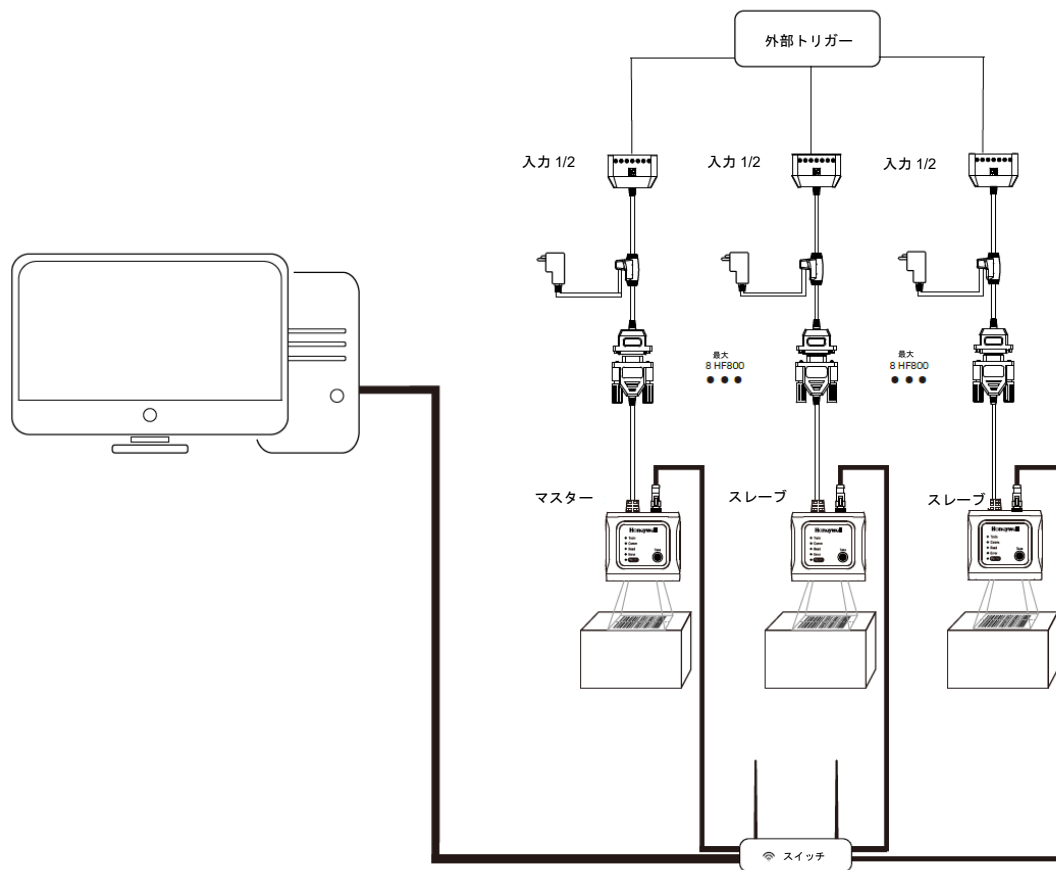 外部トリガー
入力 1/2
入力 1/2
入力 1/2
最大
8 HF800
最大
8 HF800
マスター
スレーブ
スレーブ
Honeywell
Honeywell
Honeywell
スイッチ